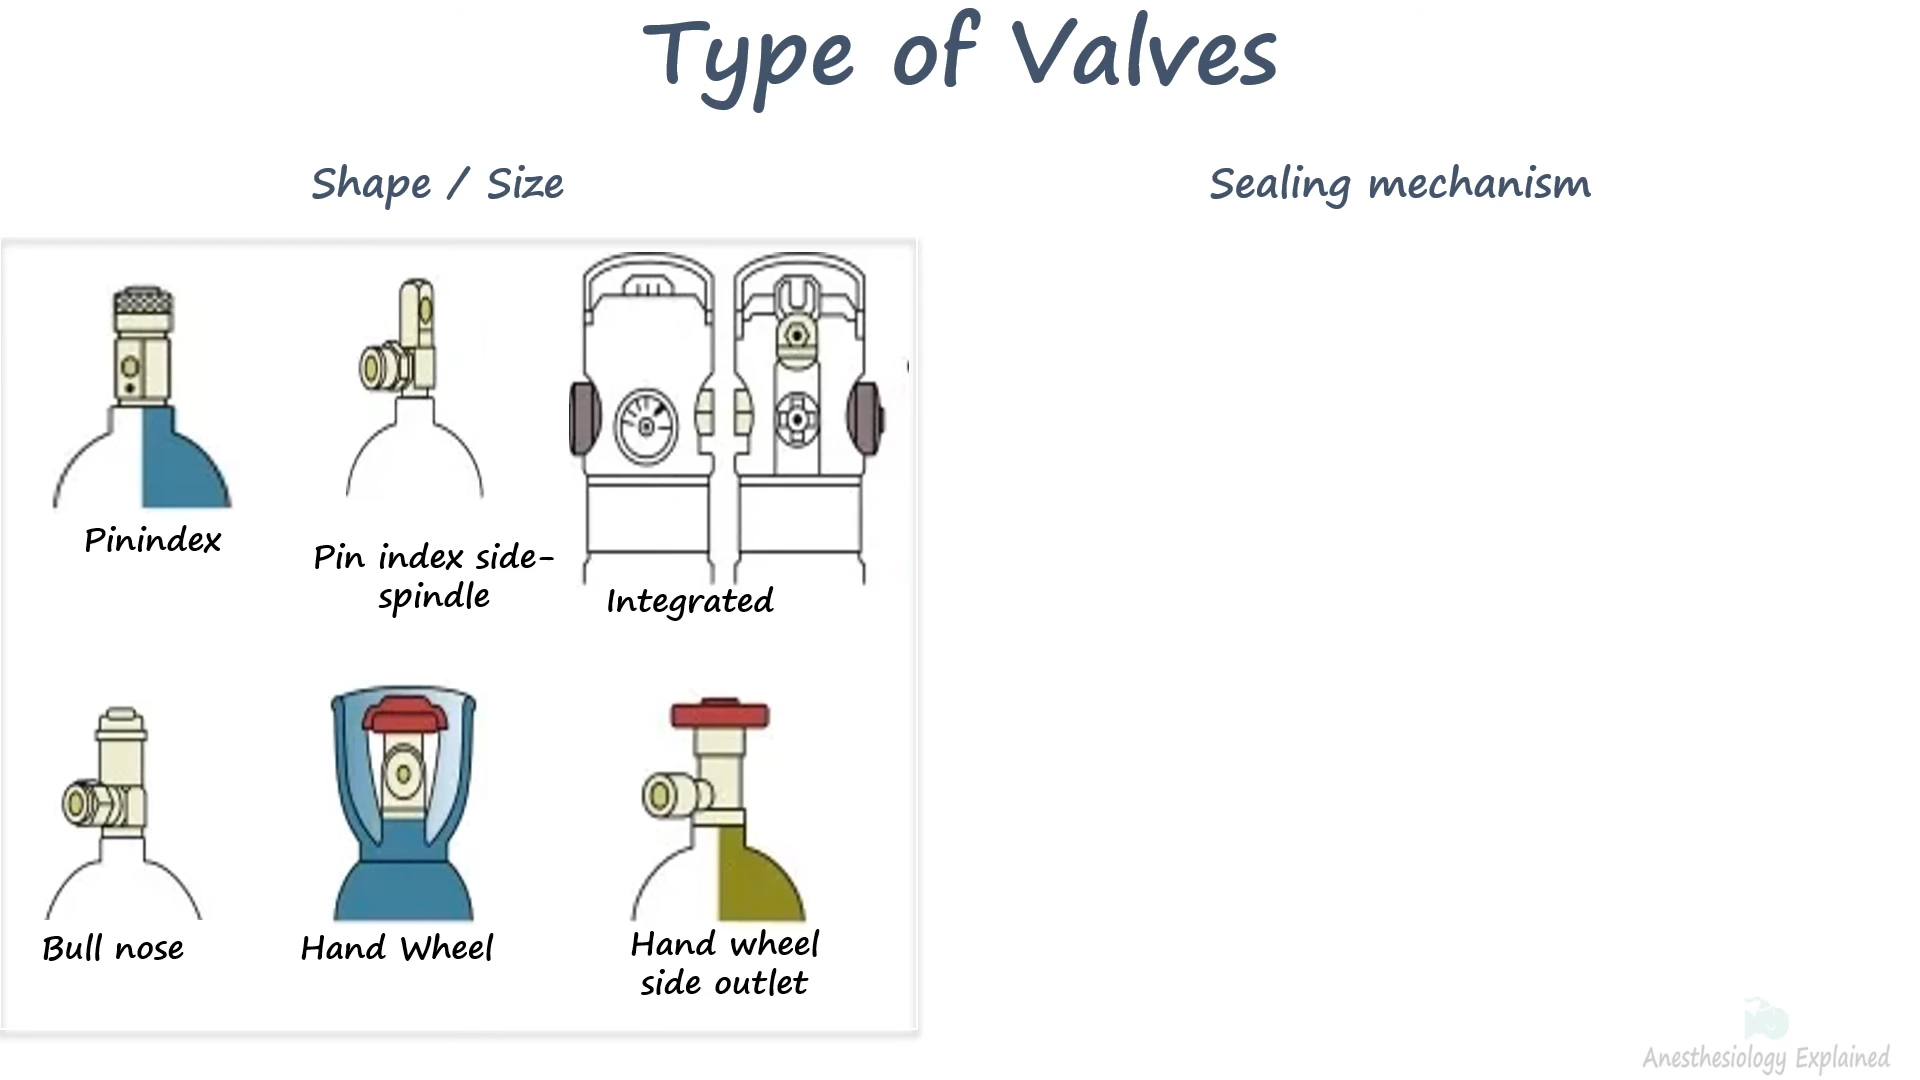 Type of Valves
Shape / Size
Sealing mechanism
Pinindex
Pin index side-
spindle
Integrated
Bull nose
Hand Wheel
Hand wheel
side outlet
Anesthesiology Explained